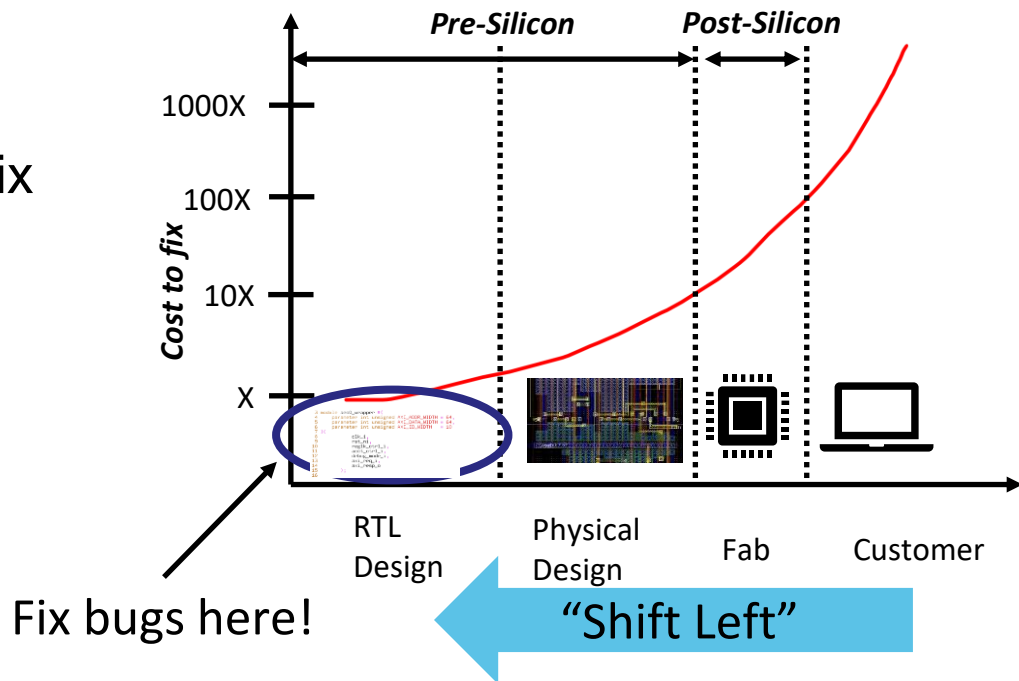 Pre-Silicon
Post-Silicon
1000X
ix
100X
Cost to fix
10X
X
RTL
Design
Physical
Design
Fab
Customer
Fix bugs here!
“Shift Left”